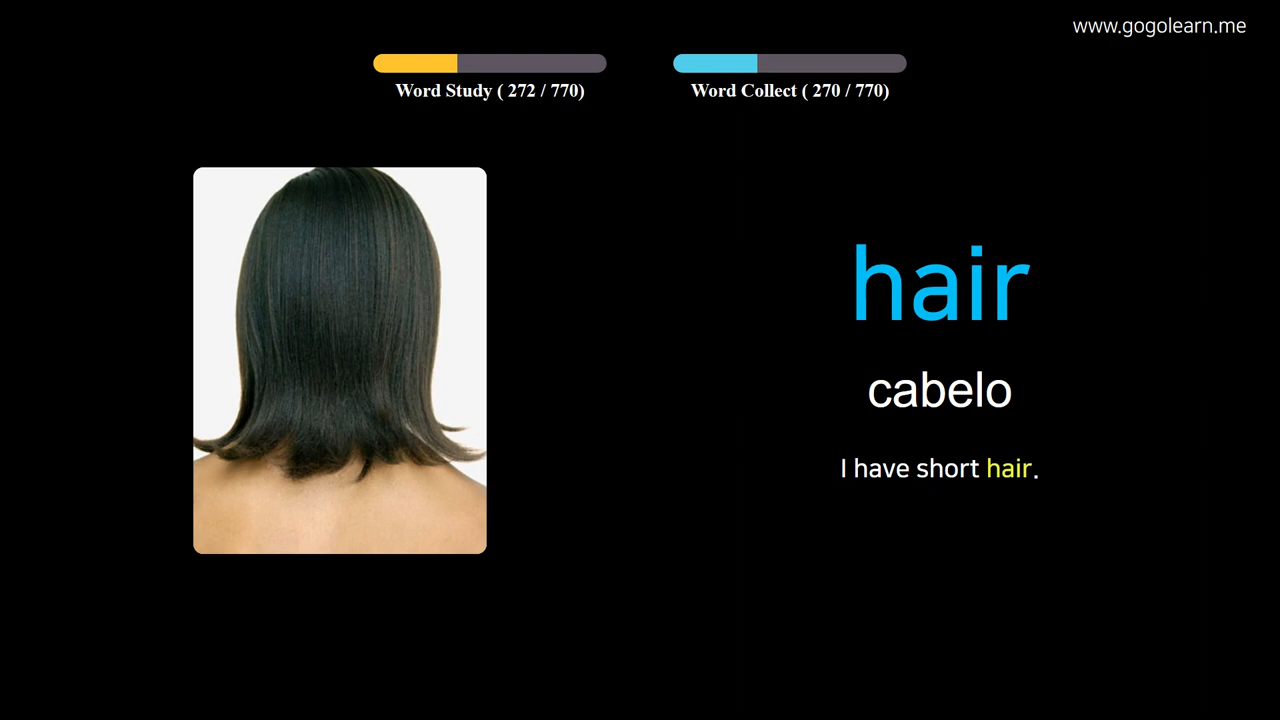 www.gogolearn.me
Word Study ( 272 / 770)
Word Collect ( 270 / 770)
hair
cabelo
I have short hair.